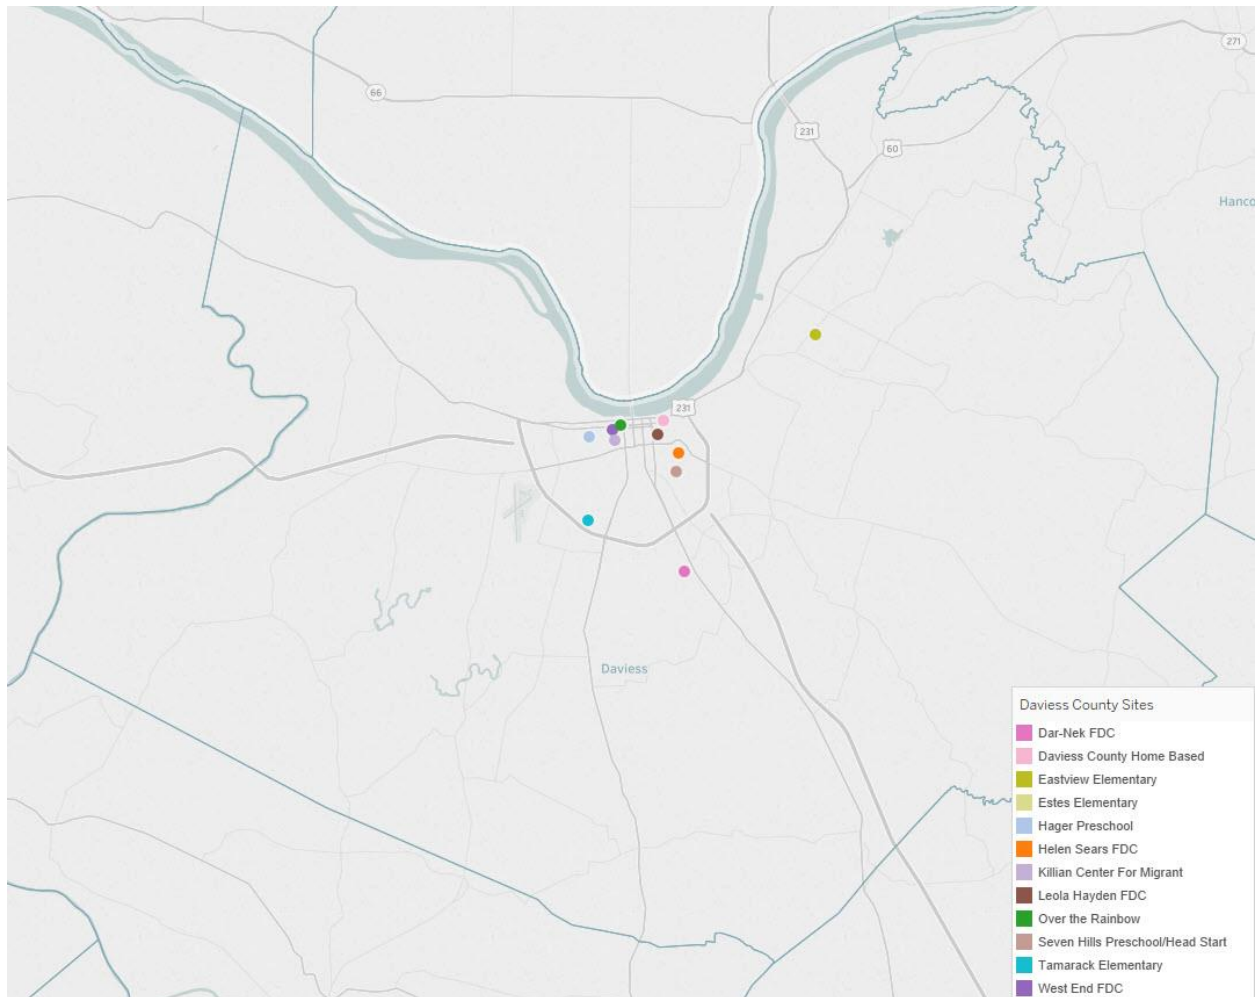 271
66
231
60
Hanco
231
Daviess
Daviess County Sites
Dar-Nek FDC
Daviess County Home Based
Eastview Elementary
Estes Elementary
Hager Preschool
Helen Sears FDC
Killian Center For Migrant
Leola Hayden FDC
Over the Rainbow
Seven Hills Preschool/Head Start
Tamarack Elementary
West End FDC